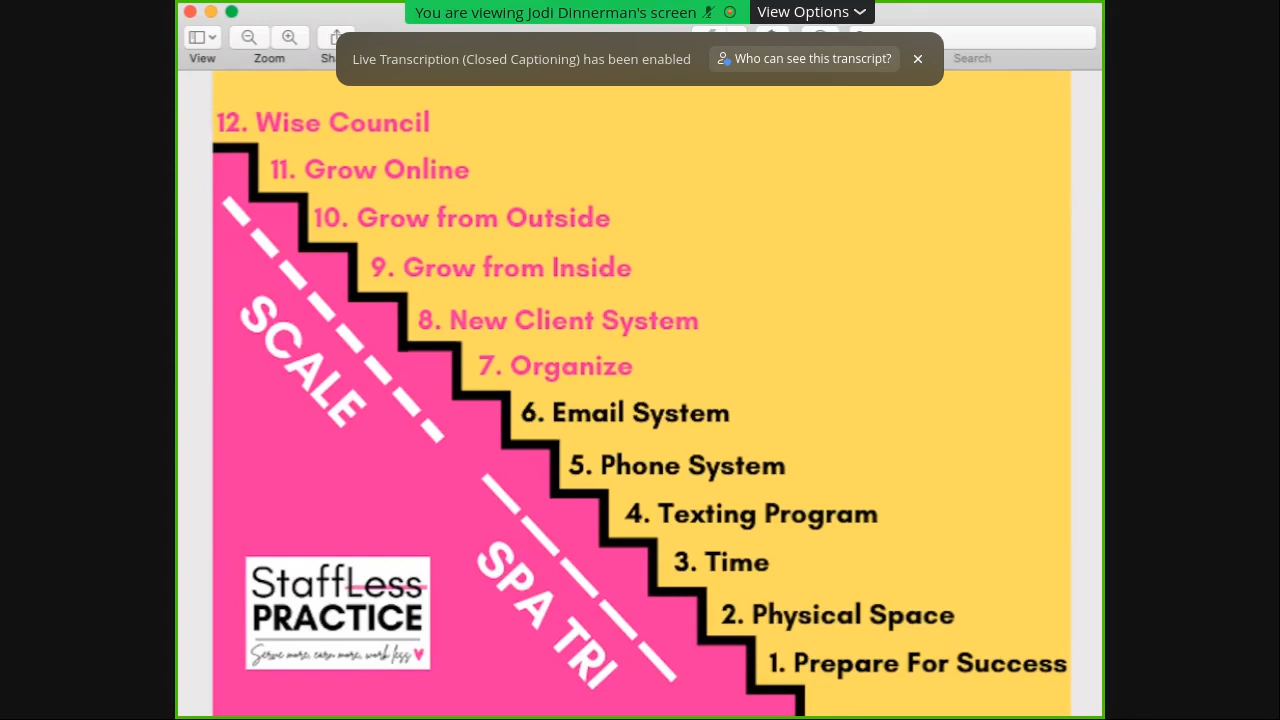 You are viewing Jodi Dinnerman's screen
View Options
View
Zoom
Search
Live Transcription (Closed Captioning) has been enabled
Who can see this transcript?
12. Wise Council
11. Grow Online
10. Grow from Outside
9. Grow from Inside
8. New Client System
7. Organize
6. Email System
5. Phone System
4. Texting Program
3. Time
2. Physical Space
1. Prepare For Success
SCALE
SPA TRI
StaffLess
PRACTICE
Serve more, earn more, work less